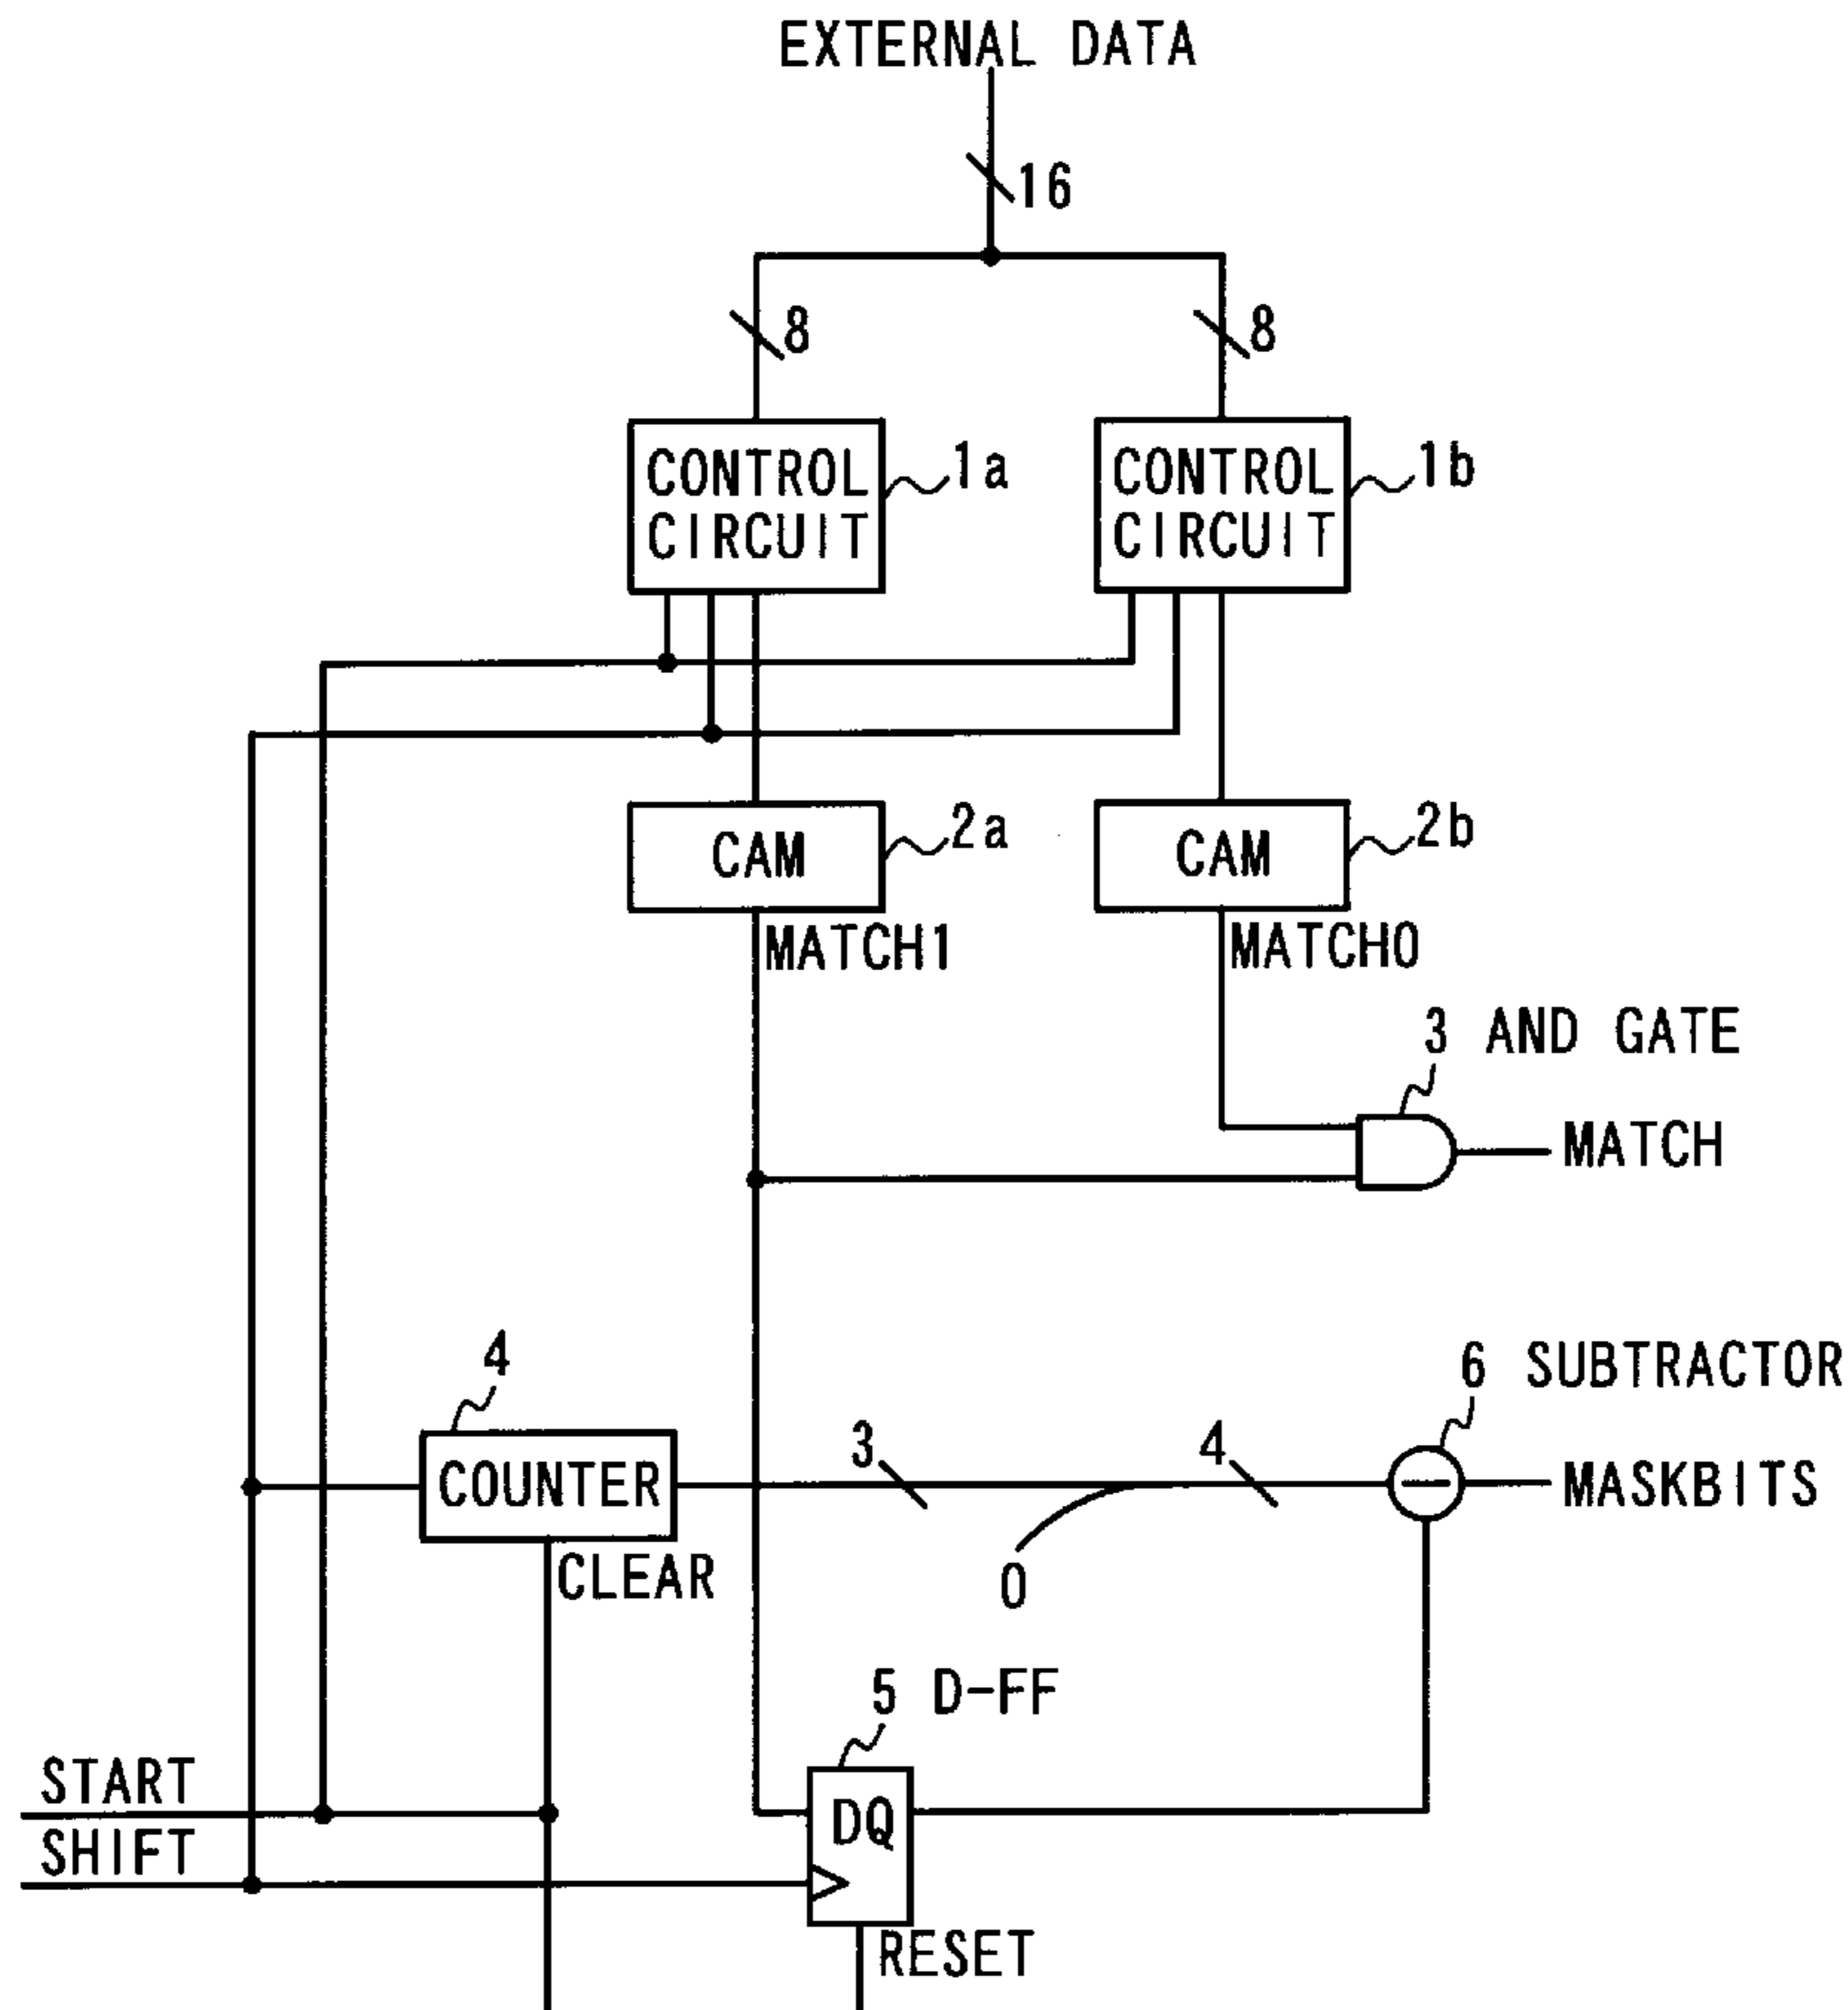 EXTERNAL DATA
16
8
8
CONTROL
CIRCUIT
1a
CONTROL
CIRCUIT
1b
CAM
2a
CAM
2b
MATCH1
MATCH0
3 AND GATE
MATCH
4
COUNTER
3
4
6 SUBTRACTOR
MASKBITS
CLEAR
0
5 D-FF
START
DQ
SHIFT
RESET